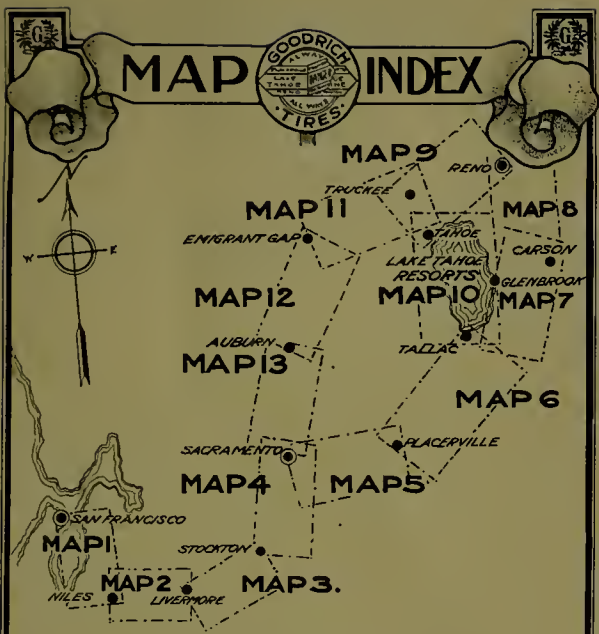 G
G
GOODRICH
MAP INDEX
ALL WAYS
TIRES
N
W E
MAP 9
RENO
TRUCKEE
MAP 11
MAP 8
EMIGRANT GAP
TAHOE
CARSON
LAKE TAHOE
RESORTS
GLENBROOK
MAP 12
MAP 10
MAP 7
AUBURN
MAP 13
TALLAC
MAP 6
PLACERVILLE
SACRAMENTO
MAP 4
MAP 5
SAN FRANCISCO
MAP 1
STOCKTON
MAP 2
MAP 3.
NILES
LIVERMORE